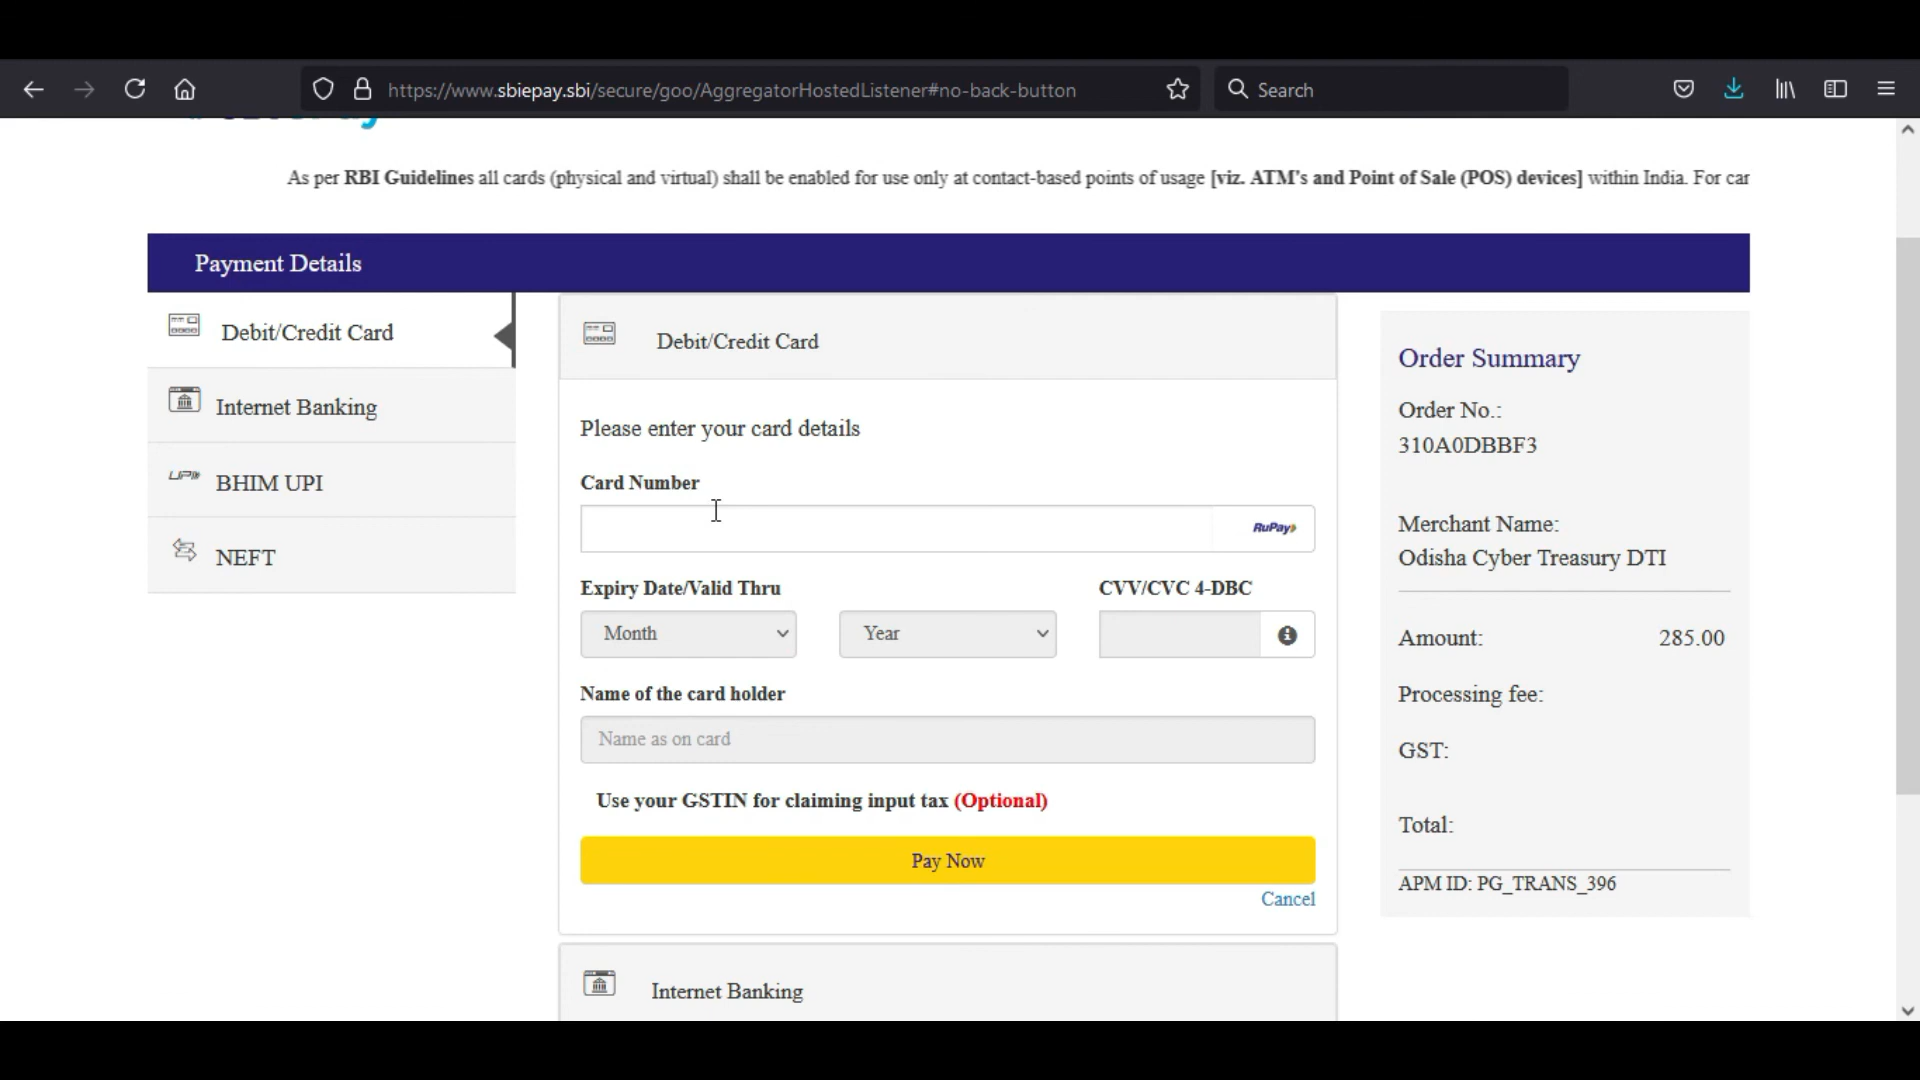 https://www.sbiepay.sbi/secure/goo/AggregatorHostedListener#no-back-button
Search
As per RBI Guidelines all cards (physical and virtual) shall be enabled for use only at contact-based points of usage [viz. ATM's and Point of Sale (POS) devices] within India. For car
Payment Details
Debit/Credit Card
Internet Banking
UPI
BHIM UPI
NEFT
Debit/Credit Card
Please enter your card details
Card Number
RuPay
Expiry Date/Valid Thru
CVV/CVC 4-DBC
Month
Year
Name of the card holder
Name as on card
Use your GSTIN for claiming input tax (Optional)
Pay Now
Cancel
Internet Banking
Order Summary
Order No.:
310A0DBBF3
Merchant Name:
Odisha Cyber Treasury DTI
Amount: 285.00
Processing fee:
GST:
Total:
APM ID: PG_TRANS_396